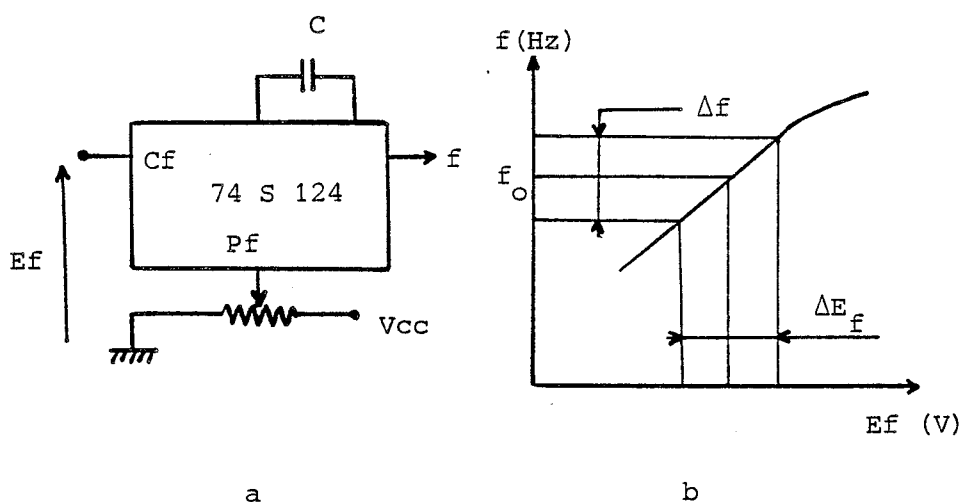 C
Cf
f
74 S 124
Pf
Ef
Vcc
a
f(Hz)
Δf
fo
ΔEf
Ef (V)
b